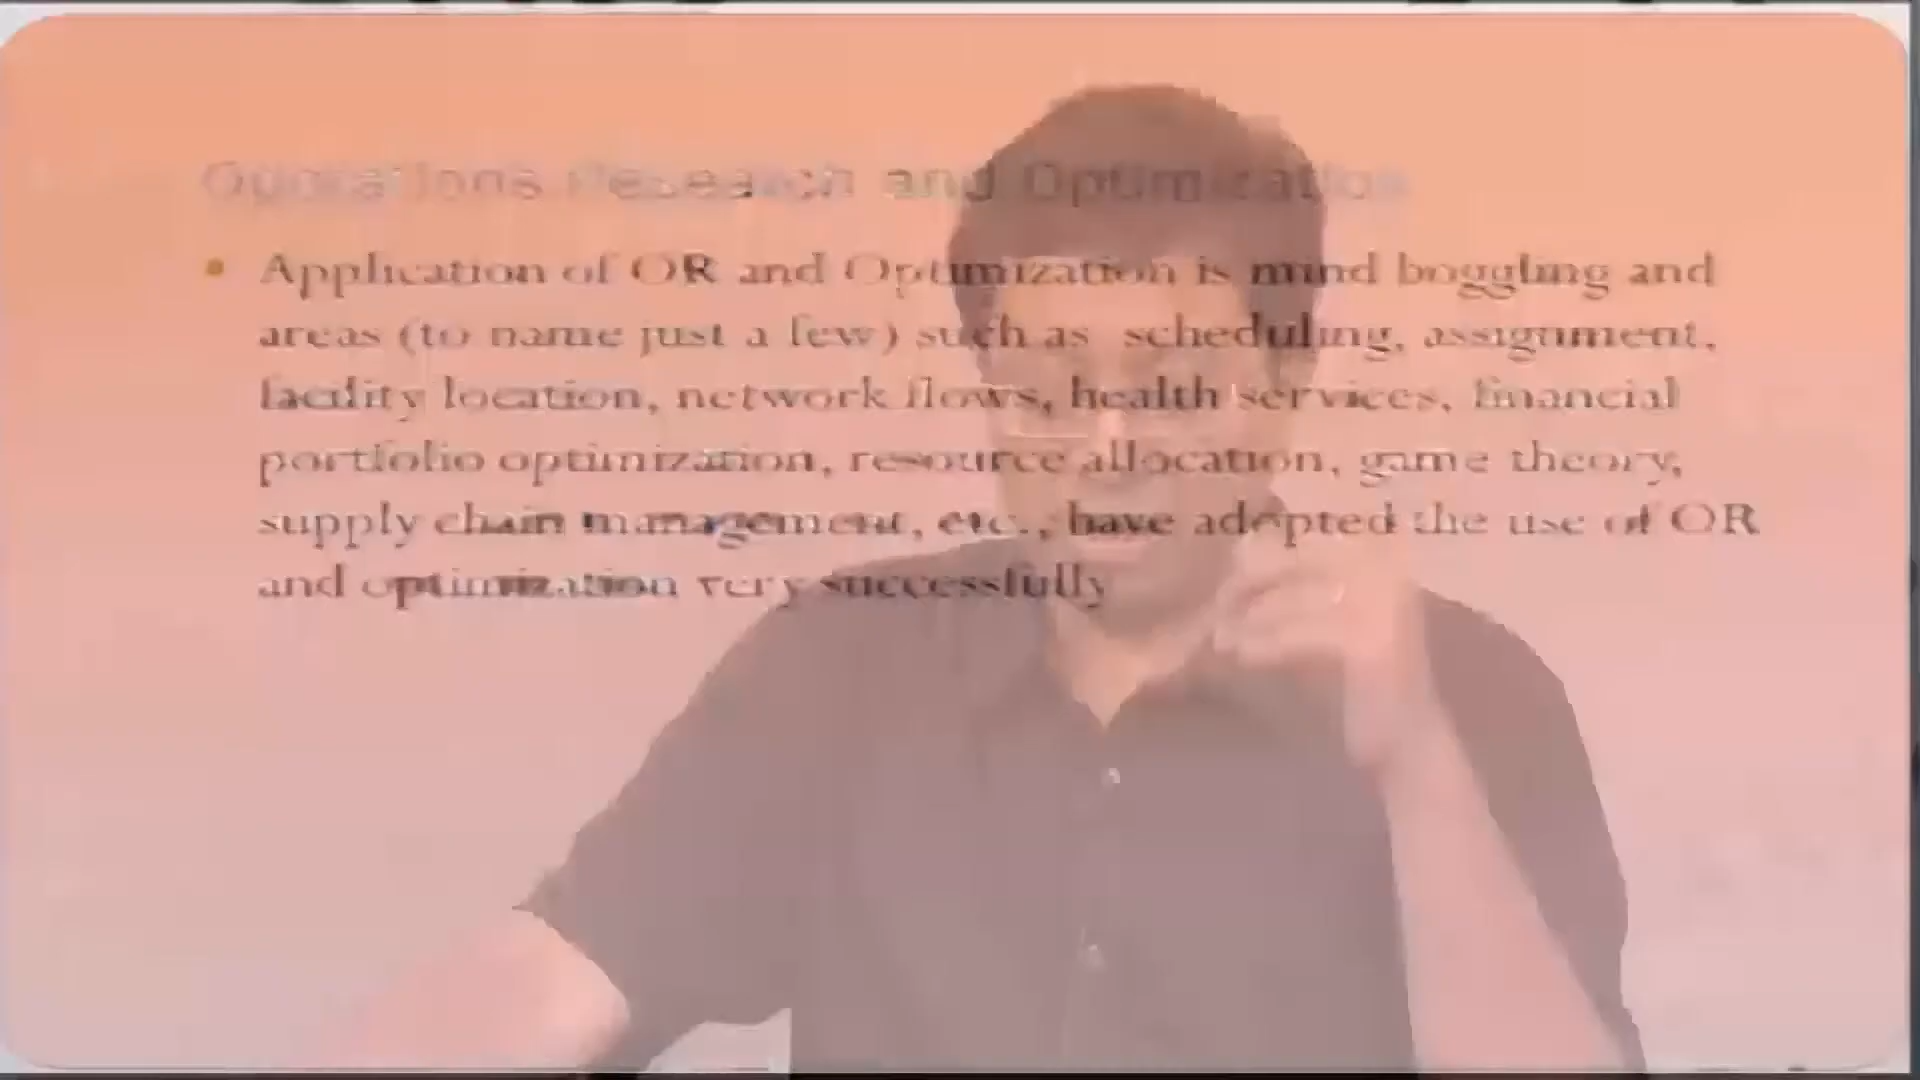 Operations Research and Optimization
• Application of OR and Optimization is mind boggling and
areas (to name just a few) such as scheduling, assignment,
facility location, network flows, health services, financial
portfolio optimization, resource allocation, game theory,
supply chain management, etc., have adopted the use of OR
and optimization very successfully